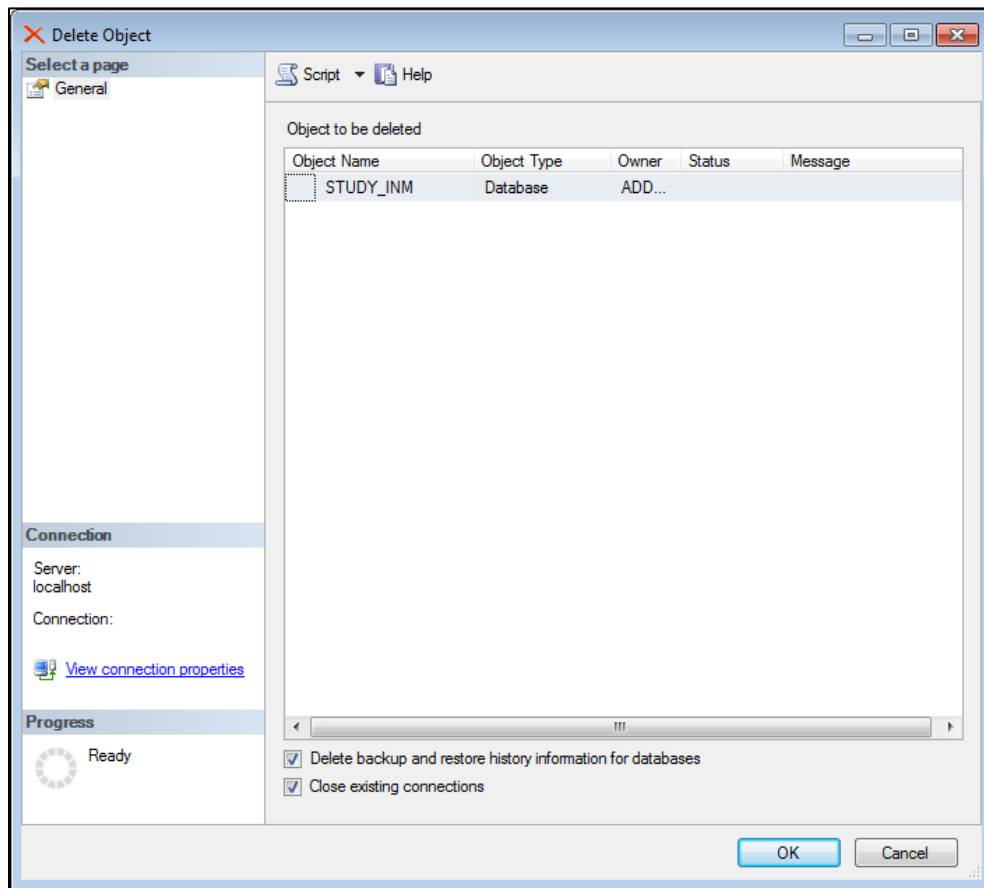 Delete Object
Select a page
General
Script
Help
Object to be deleted
Object Name Object Type Owner Status Message
STUDY_INM Database ADD...
Connection
Server:
localhost
Connection:
View connection properties
Progress
Ready
Delete backup and restore history information for databases
Close existing connections
OK Cancel